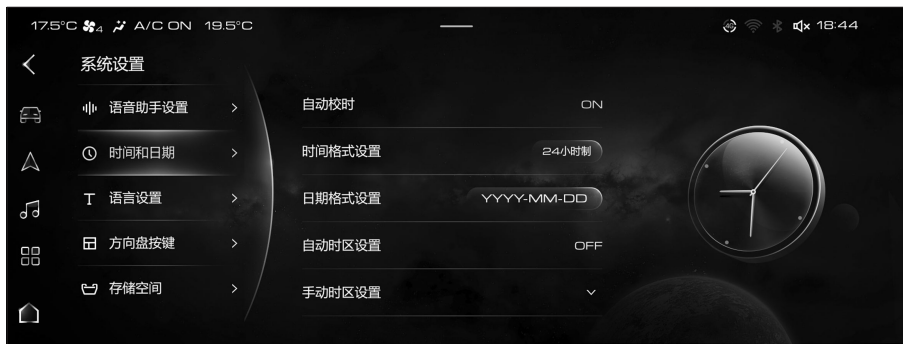 17.5°C 4 A/C ON 19.5°C 4G 18:44
系统设置
语音助手设置
时间和日期
语言设置
方向盘按键
存储空间
自动校时 ON
时间格式设置 24小时制
日期格式设置 YYYY-MM-DD
自动时区设置 OFF
手动时区设置